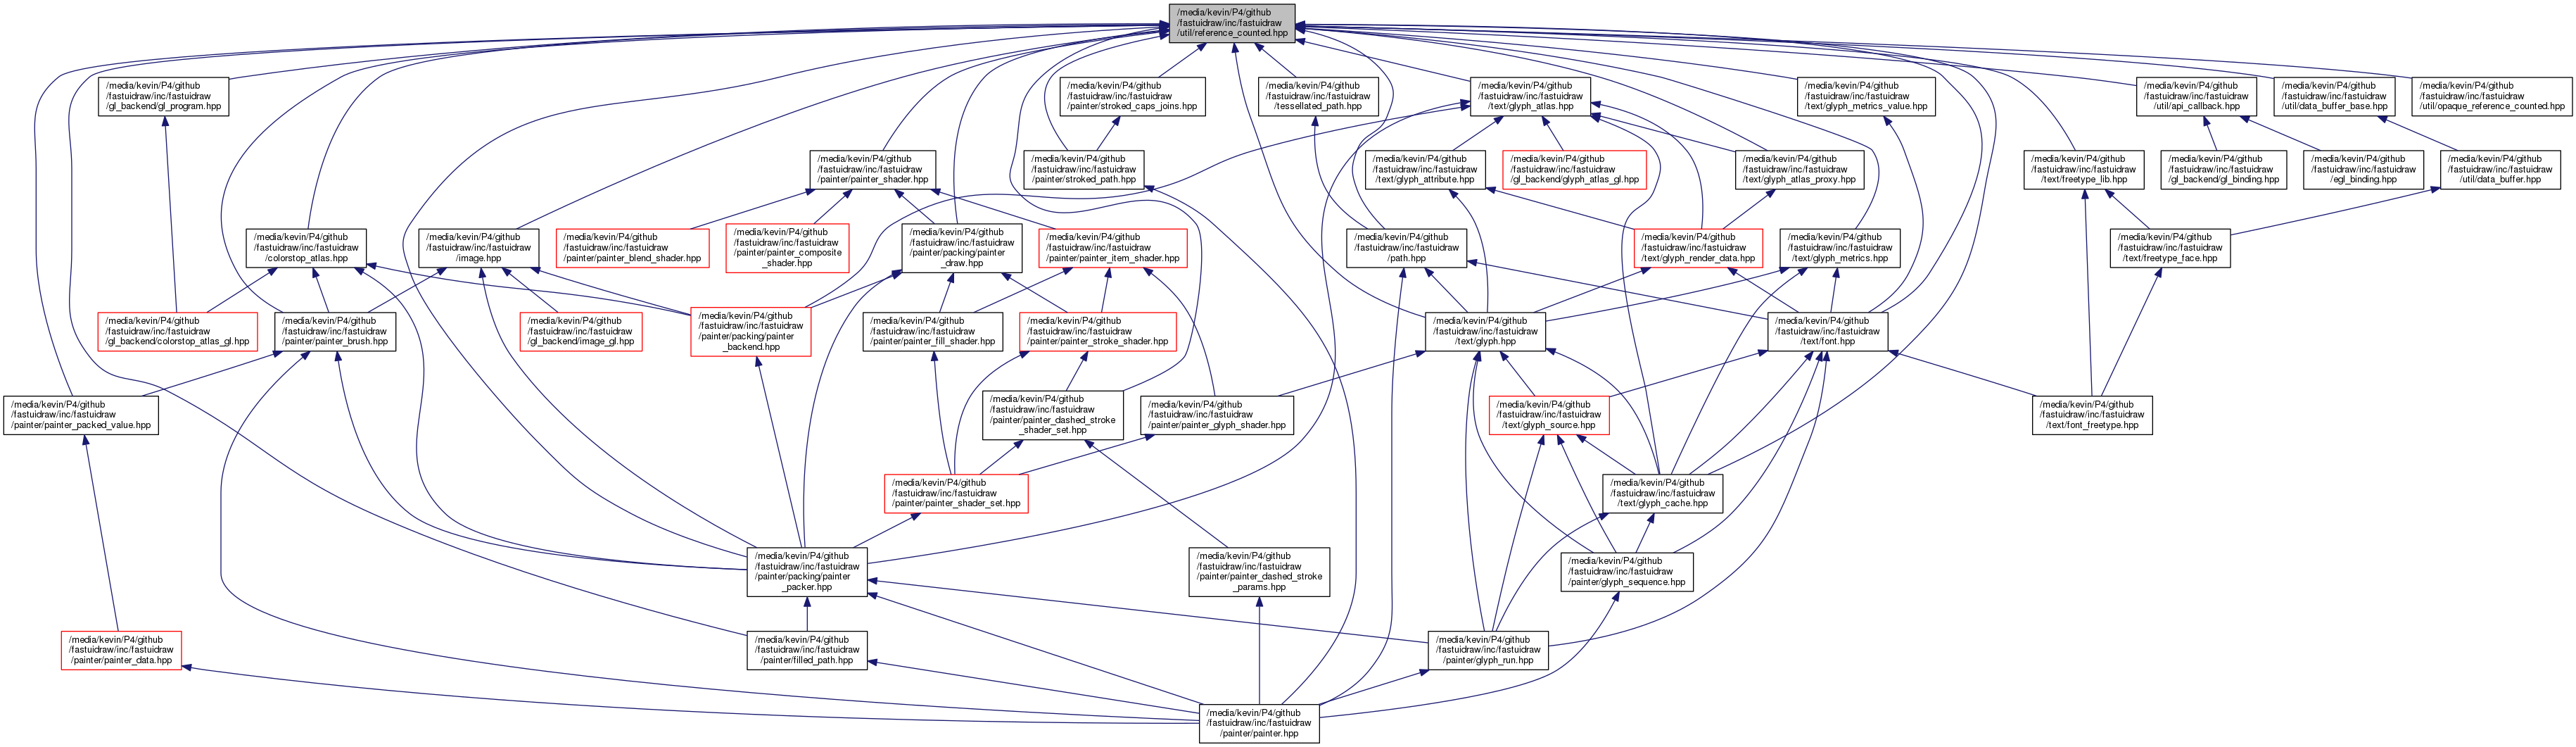 /media/kevin/P4/github
/fastuidraw/inc/fastuidraw
/util/reference_counted.hpp
/media/kevin/P4/github
/fastuidraw/inc/fastuidraw
/gl_backend/gl_program.hpp
/media/kevin/P4/github
/fastuidraw/inc/fastuidraw
/painter/stroked_caps_joins.hpp
/media/kevin/P4/github
/fastuidraw/inc/fastuidraw
/tessellated_path.hpp
/media/kevin/P4/github
/fastuidraw/inc/fastuidraw
/text/glyph_atlas.hpp
/media/kevin/P4/github
/fastuidraw/inc/fastuidraw
/text/glyph_metrics_value.hpp
/media/kevin/P4/github
/fastuidraw/inc/fastuidraw
/util/api_callback.hpp
/media/kevin/P4/github
/fastuidraw/inc/fastuidraw
/util/data_buffer_base.hpp
/media/kevin/P4/github
/fastuidraw/inc/fastuidraw
/util/opaque_reference_counted.hpp
/media/kevin/P4/github
/fastuidraw/inc/fastuidraw
/painter/painter_shader.hpp
/media/kevin/P4/github
/fastuidraw/inc/fastuidraw
/painter/stroked_path.hpp
/media/kevin/P4/github
/fastuidraw/inc/fastuidraw
/text/glyph_attribute.hpp
/media/kevin/P4/github
/fastuidraw/inc/fastuidraw
/gl_backend/glyph_atlas_gl.hpp
/media/kevin/P4/github
/fastuidraw/inc/fastuidraw
/text/glyph_atlas_proxy.hpp
/media/kevin/P4/github
/fastuidraw/inc/fastuidraw
/text/freetype_lib.hpp
/media/kevin/P4/github
/fastuidraw/inc/fastuidraw
/gl_backend/gl_binding.hpp
/media/kevin/P4/github
/fastuidraw/inc/fastuidraw
/egl_binding.hpp
/media/kevin/P4/github
/fastuidraw/inc/fastuidraw
/util/data_buffer.hpp
/media/kevin/P4/github
/fastuidraw/inc/fastuidraw
/colorstop_atlas.hpp
/media/kevin/P4/github
/fastuidraw/inc/fastuidraw
/image.hpp
/media/kevin/P4/github
/fastuidraw/inc/fastuidraw
/painter/painter_blend_shader.hpp
/media/kevin/P4/github
/fastuidraw/inc/fastuidraw
/painter/painter_composite
_shader.hpp
/media/kevin/P4/github
/fastuidraw/inc/fastuidraw
/painter/packing/painter
_draw.hpp
/media/kevin/P4/github
/fastuidraw/inc/fastuidraw
/painter/painter_item_shader.hpp
/media/kevin/P4/github
/fastuidraw/inc/fastuidraw
/path.hpp
/media/kevin/P4/github
/fastuidraw/inc/fastuidraw
/text/glyph_render_data.hpp
/media/kevin/P4/github
/fastuidraw/inc/fastuidraw
/text/glyph_metrics.hpp
/media/kevin/P4/github
/fastuidraw/inc/fastuidraw
/text/freetype_face.hpp
/media/kevin/P4/github
/fastuidraw/inc/fastuidraw
/gl_backend/colorstop_atlas_gl.hpp
/media/kevin/P4/github
/fastuidraw/inc/fastuidraw
/painter/painter_brush.hpp
/media/kevin/P4/github
/fastuidraw/inc/fastuidraw
/gl_backend/image_gl.hpp
/media/kevin/P4/github
/fastuidraw/inc/fastuidraw
/painter/packing/painter
_backend.hpp
/media/kevin/P4/github
/fastuidraw/inc/fastuidraw
/painter/painter_fill_shader.hpp
/media/kevin/P4/github
/fastuidraw/inc/fastuidraw
/painter/painter_stroke_shader.hpp
/media/kevin/P4/github
/fastuidraw/inc/fastuidraw
/text/glyph.hpp
/media/kevin/P4/github
/fastuidraw/inc/fastuidraw
/text/font.hpp
/media/kevin/P4/github
/fastuidraw/inc/fastuidraw
/painter/painter_packed_value.hpp
/media/kevin/P4/github
/fastuidraw/inc/fastuidraw
/painter/painter_dashed_stroke
_shader_set.hpp
/media/kevin/P4/github
/fastuidraw/inc/fastuidraw
/painter/painter_glyph_shader.hpp
/media/kevin/P4/github
/fastuidraw/inc/fastuidraw
/text/glyph_source.hpp
/media/kevin/P4/github
/fastuidraw/inc/fastuidraw
/text/font_freetype.hpp
/media/kevin/P4/github
/fastuidraw/inc/fastuidraw
/painter/painter_shader_set.hpp
/media/kevin/P4/github
/fastuidraw/inc/fastuidraw
/text/glyph_cache.hpp
/media/kevin/P4/github
/fastuidraw/inc/fastuidraw
/painter/packing/painter
_packer.hpp
/media/kevin/P4/github
/fastuidraw/inc/fastuidraw
/painter/painter_dashed_stroke
_params.hpp
/media/kevin/P4/github
/fastuidraw/inc/fastuidraw
/painter/glyph_sequence.hpp
/media/kevin/P4/github
/fastuidraw/inc/fastuidraw
/painter/painter_data.hpp
/media/kevin/P4/github
/fastuidraw/inc/fastuidraw
/painter/filled_path.hpp
/media/kevin/P4/github
/fastuidraw/inc/fastuidraw
/painter/glyph_run.hpp
/media/kevin/P4/github
/fastuidraw/inc/fastuidraw
/painter/painter.hpp